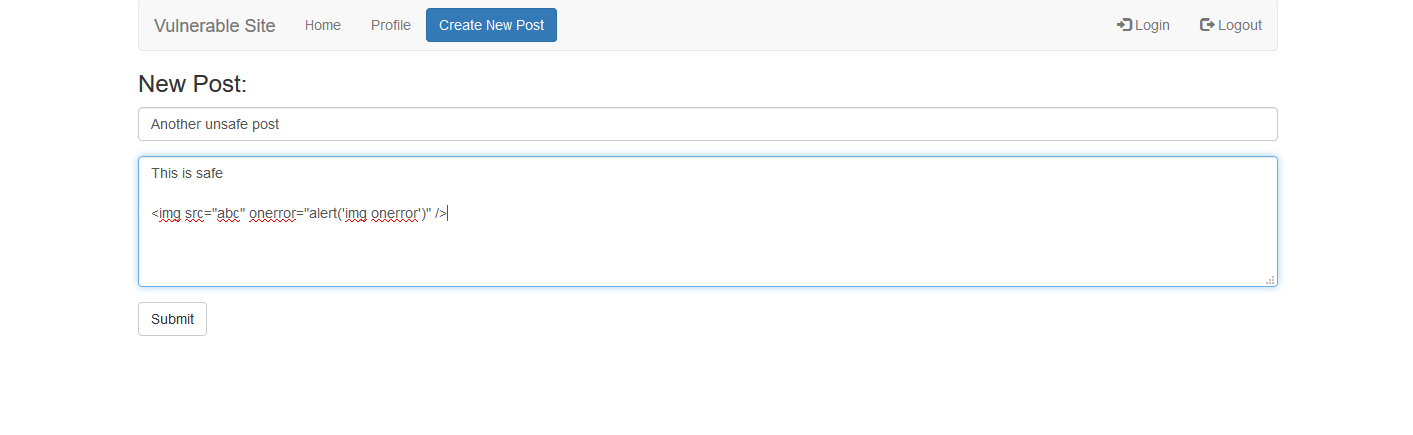 Vulnerable Site Home Profile Create New Post Login Logout
New Post:
Another unsafe post
This is safe
<img src="abc" onerror="alert('img onerror')" />
Submit